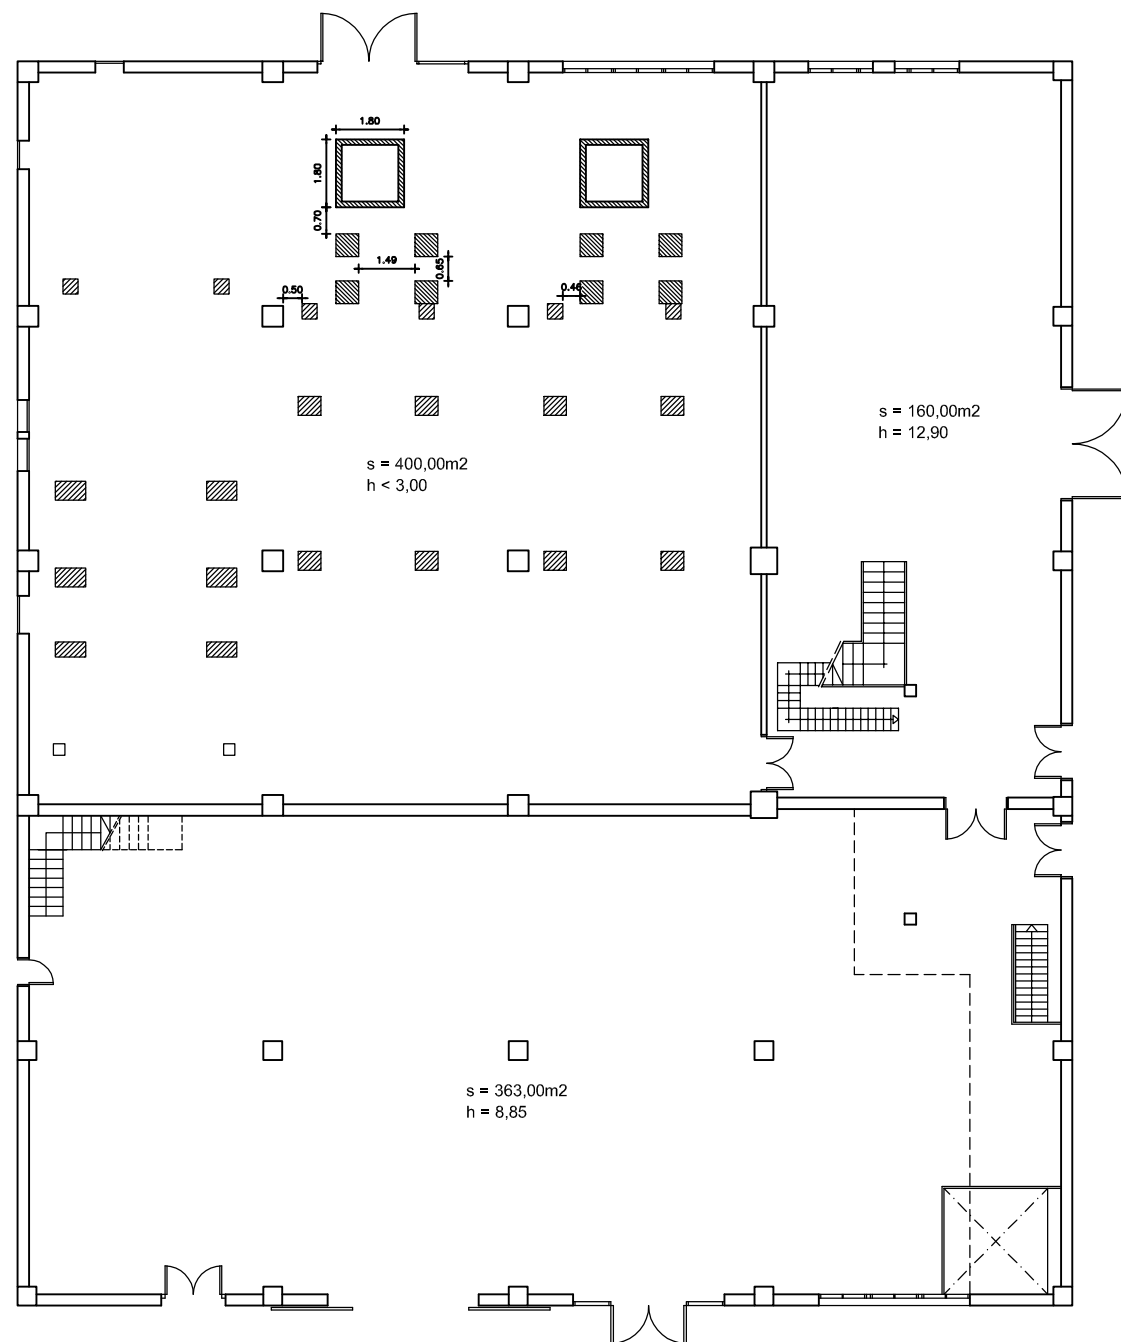 1.80
1.80
0.70
1.49
0.65
0.50
0.46
s = 160,00m2
h = 12,90
s = 400,00m2
h < 3,00
s = 363,00m2
h = 8,85